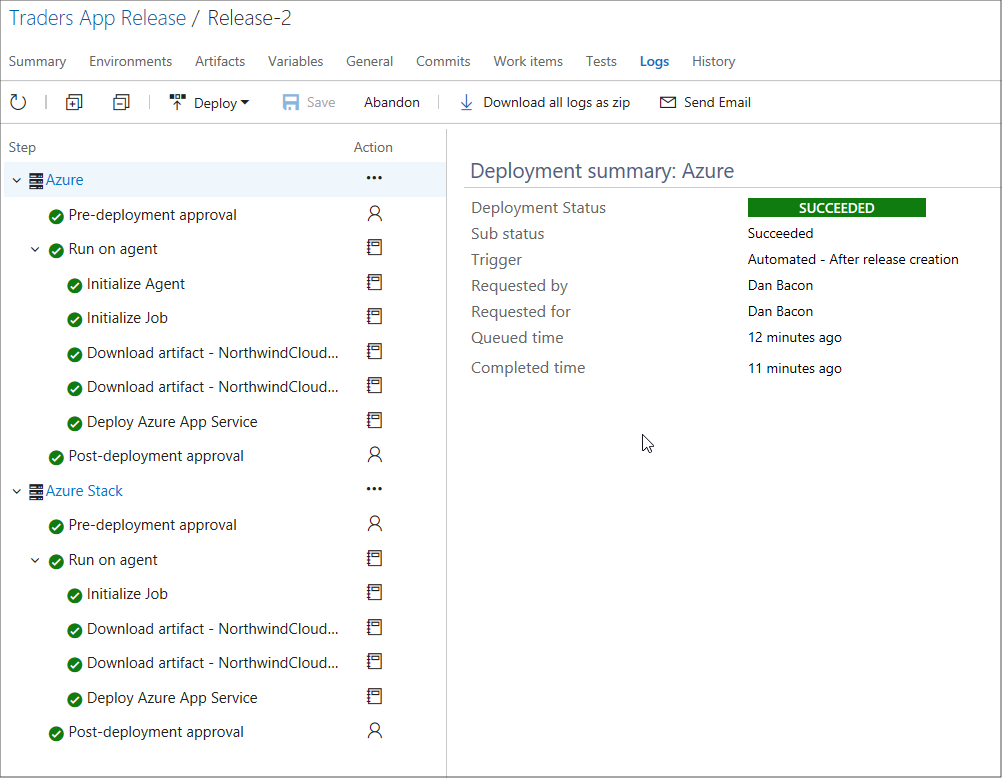 Traders App Release / Release-2
Summary Environments Artifacts Variables General Commits Work items Tests Logs History
Deploy Save Abandon Download all logs as zip Send Email
Step Action
Azure
Pre-deployment approval
Run on agent
Initialize Agent
Initialize Job
Download artifact - NorthwindCloud...
Download artifact - NorthwindCloud...
Deploy Azure App Service
Post-deployment approval
Azure Stack
Pre-deployment approval
Run on agent
Initialize Job
Download artifact - NorthwindCloud...
Download artifact - NorthwindCloud...
Deploy Azure App Service
Post-deployment approval
Deployment summary: Azure
Deployment Status SUCCEEDED
Sub status Succeeded
Trigger Automated - After release creation
Requested by Dan Bacon
Requested for Dan Bacon
Queued time 12 minutes ago
Completed time 11 minutes ago